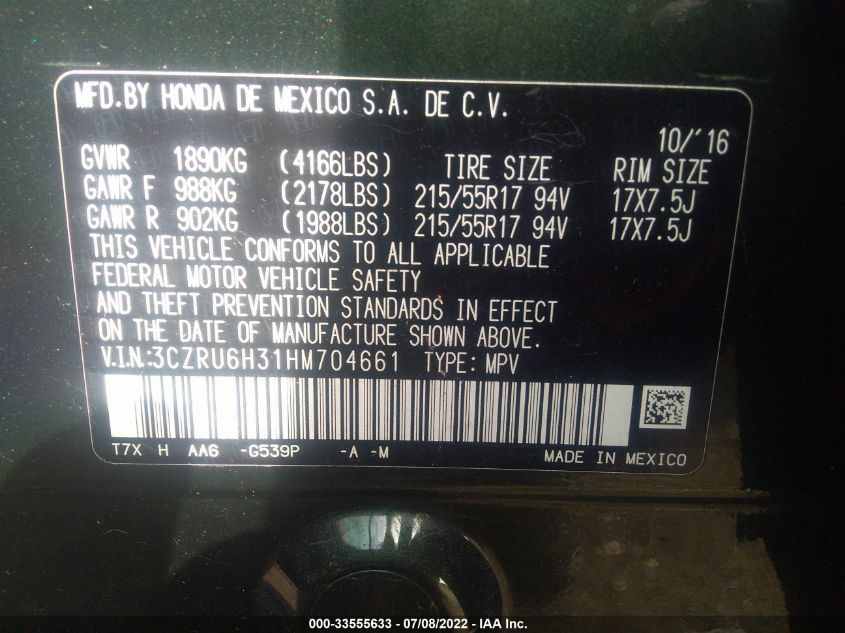 MFD.BY HONDA DE MEXICO S.A. DE C.V.
10/'16
GVWR 1890KG (4166LBS) TIRE SIZE RIM SIZE
GAWR F 988KG (2178LBS) 215/55R17 94V 17X7.5J
GAWR R 902KG (1988LBS) 215/55R17 94V 17X7.5J
THIS VEHICLE CONFORMS TO ALL APPLICABLE
FEDERAL MOTOR VEHICLE SAFETY
AND THEFT PREVENTION STANDARDS IN EFFECT
ON THE DATE OF MANUFACTURE SHOWN ABOVE.
V.I.N.:3CZRU6H31HM704661 TYPE: MPV
T7X H AA6 -G539P -A -M
MADE IN MEXICO
000-33555633 - 07/08/2022 - IAA Inc.